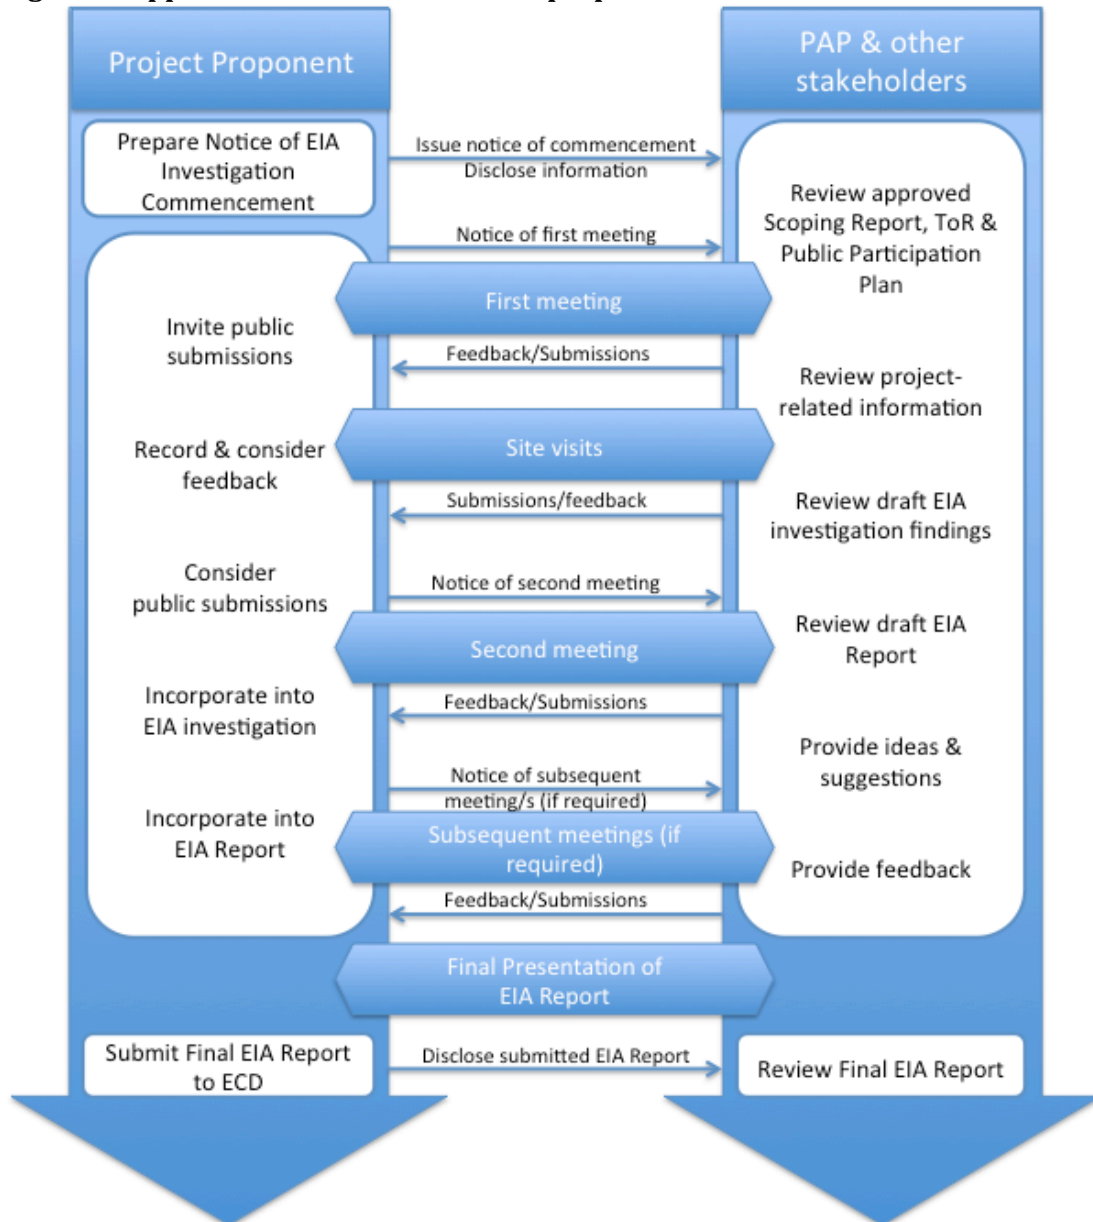 Project Proponent
PAP & other
stakeholders
Prepare Notice of EIA
Investigation
Commencement
Invite public
submissions
Record & consider
feedback
Consider
public submissions
Incorporate into
EIA investigation
Incorporate into
EIA Report
Submit Final EIA Report
to ECD
Issue notice of commencement
Disclose information
Notice of first meeting
First meeting
Feedback/Submissions
Site visits
Submissions/feedback
Notice of second meeting
Second meeting
Feedback/Submissions
Notice of subsequent
meeting/s (if required)
Subsequent meetings (if
required)
Feedback/Submissions
Final Presentation of
EIA Report
Disclose submitted EIA Report
Review approved
Scoping Report, ToR &
Public Participation
Plan
Review project-
related information
Review draft EIA
investigation findings
Review draft EIA
Report
Provide ideas &
suggestions
Provide feedback
Review Final EIA Report